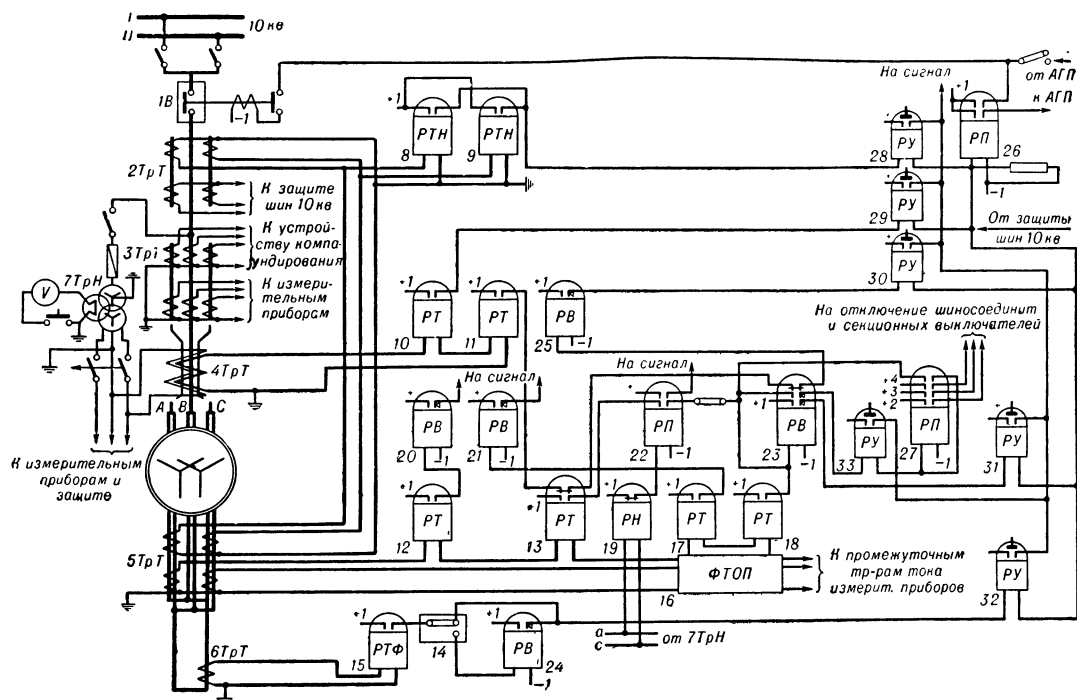 I
II
10 кв
1В
-1
+1
РТН
8
РТН
9
На сигнал
от АГП
к АГП
+1
РП
26
-1
РУ
28
РУ
29
РУ
30
От защиты
шин 10 кв
2ТрТ
К защите
шин 10 кв
К устрой-
ству компа-
ундирования
3ТрТ
7ТрН
V
К измери-
тельным
приборам
4ТрТ
A
B
C
К измерительным
приборам и
защите
+1
РТ
10
+1
РТ
11
+1
РВ
25
-1
На отключение шиносоединит
и секционных выключателей
На сигнал
+
РВ
20
-1
+
РВ
21
-1
На сигнал
+
РП
22
-1
+
+1
РВ
23
-1
+
РУ
33
+4
+3
+2
РП
27
-1
+
РУ
31
+1
РТ
12
+1
РТ
13
+1
РН
19
+1
РТ
17
+1
РТ
18
ФТОП
16
К промежуточным
тр-рам тока
измерит. приборов
+
РУ
32
5ТрТ
6ТрТ
+1
РТФ
15
14
+1
РВ
24
-1
a
c
от 7ТрН